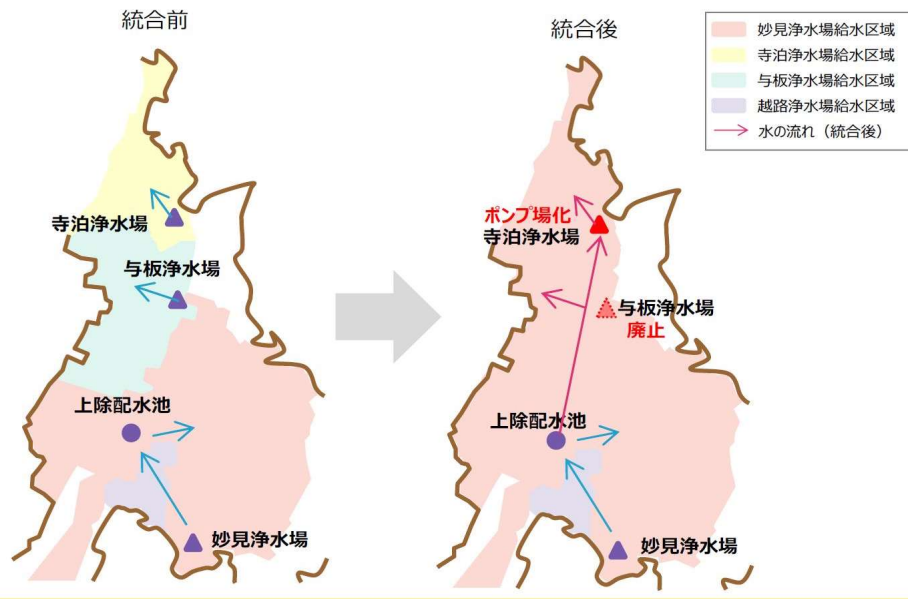 統合前
統合後
妙見浄水場給水区域
寺泊浄水場給水区域
与板浄水場給水区域
越路浄水場給水区域
水の流れ（統合後）
寺泊浄水場
与板浄水場
上除配水池
妙見浄水場
ポンプ場化
寺泊浄水場
与板浄水場
廃止
上除配水池
妙見浄水場